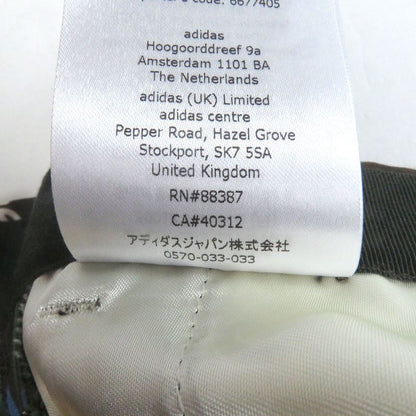 code: 6677405
adidas
Hoogoorddreef 9a
Amsterdam 1101 BA
The Netherlands
adidas (UK) Limited
adidas centre
Pepper Road, Hazel Grove
Stockport, SK7 5SA
United Kingdom
RN#88387
CA#40312
アディダスジャパン株式会社
0570-033-033